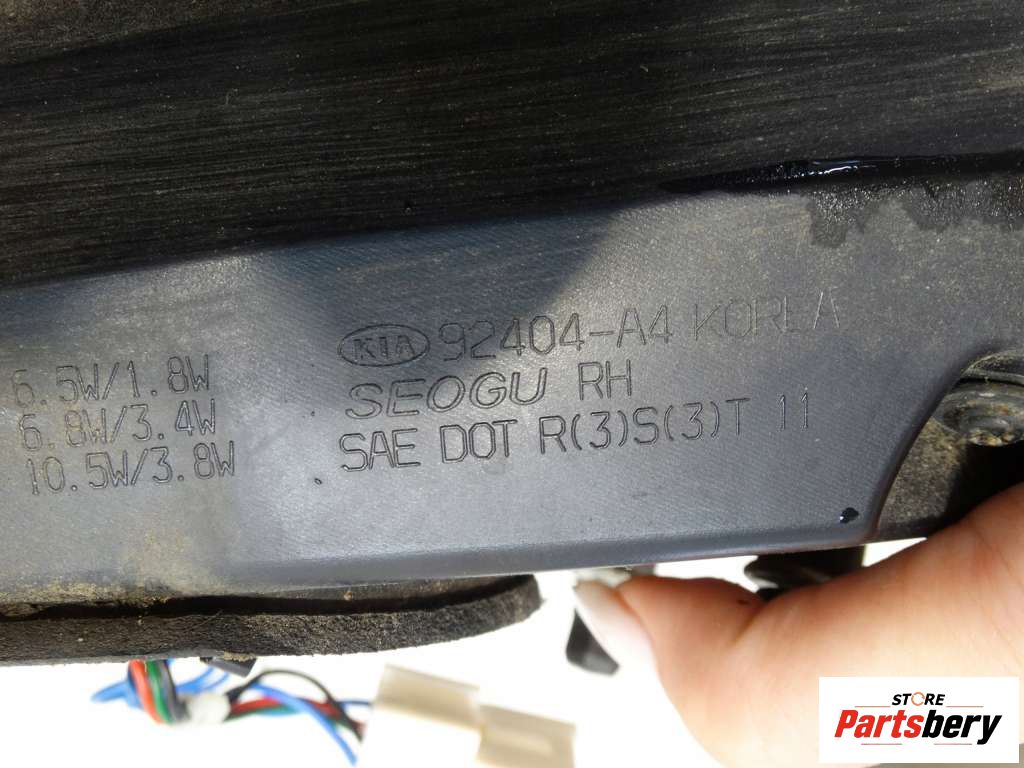 6.5W/1.8W
6.8W/3.4W
10.5W/3.8W
KIA 92404-A4 KOREA
SEOGU RH
SAE DOT R(3)S(3)T 11
STORE
Partsbery